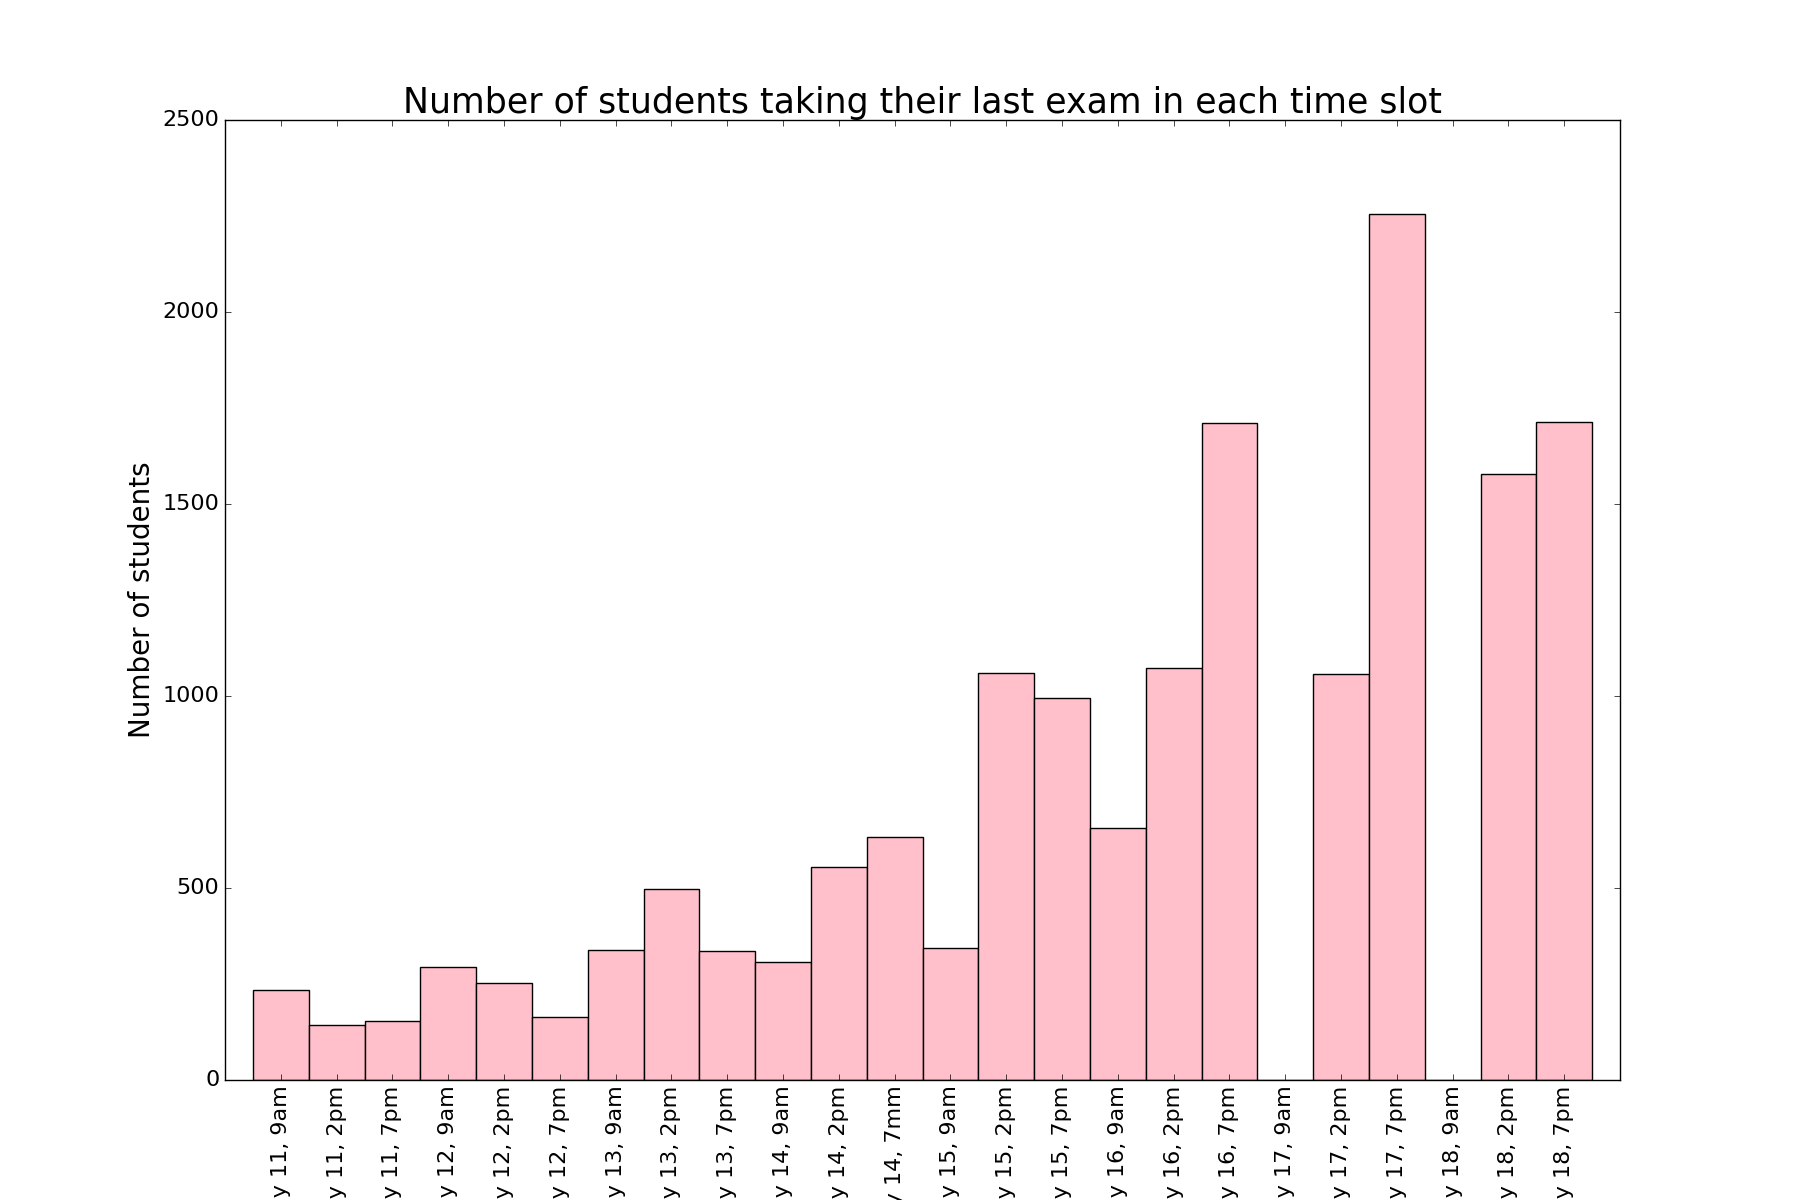 Number of students taking their last exam in each time slot
Number of students
2500
2000
1500
1000
500
0
y 11, 9am
y 11, 2pm
y 11, 7pm
y 12, 9am
y 12, 2pm
y 12, 7pm
y 13, 9am
y 13, 2pm
y 13, 7pm
y 14, 9am
y 14, 2pm
y 14, 7mm
y 15, 9am
y 15, 2pm
y 15, 7pm
y 16, 9am
y 16, 2pm
y 16, 7pm
y 17, 9am
y 17, 2pm
y 17, 7pm
y 18, 9am
y 18, 2pm
y 18, 7pm